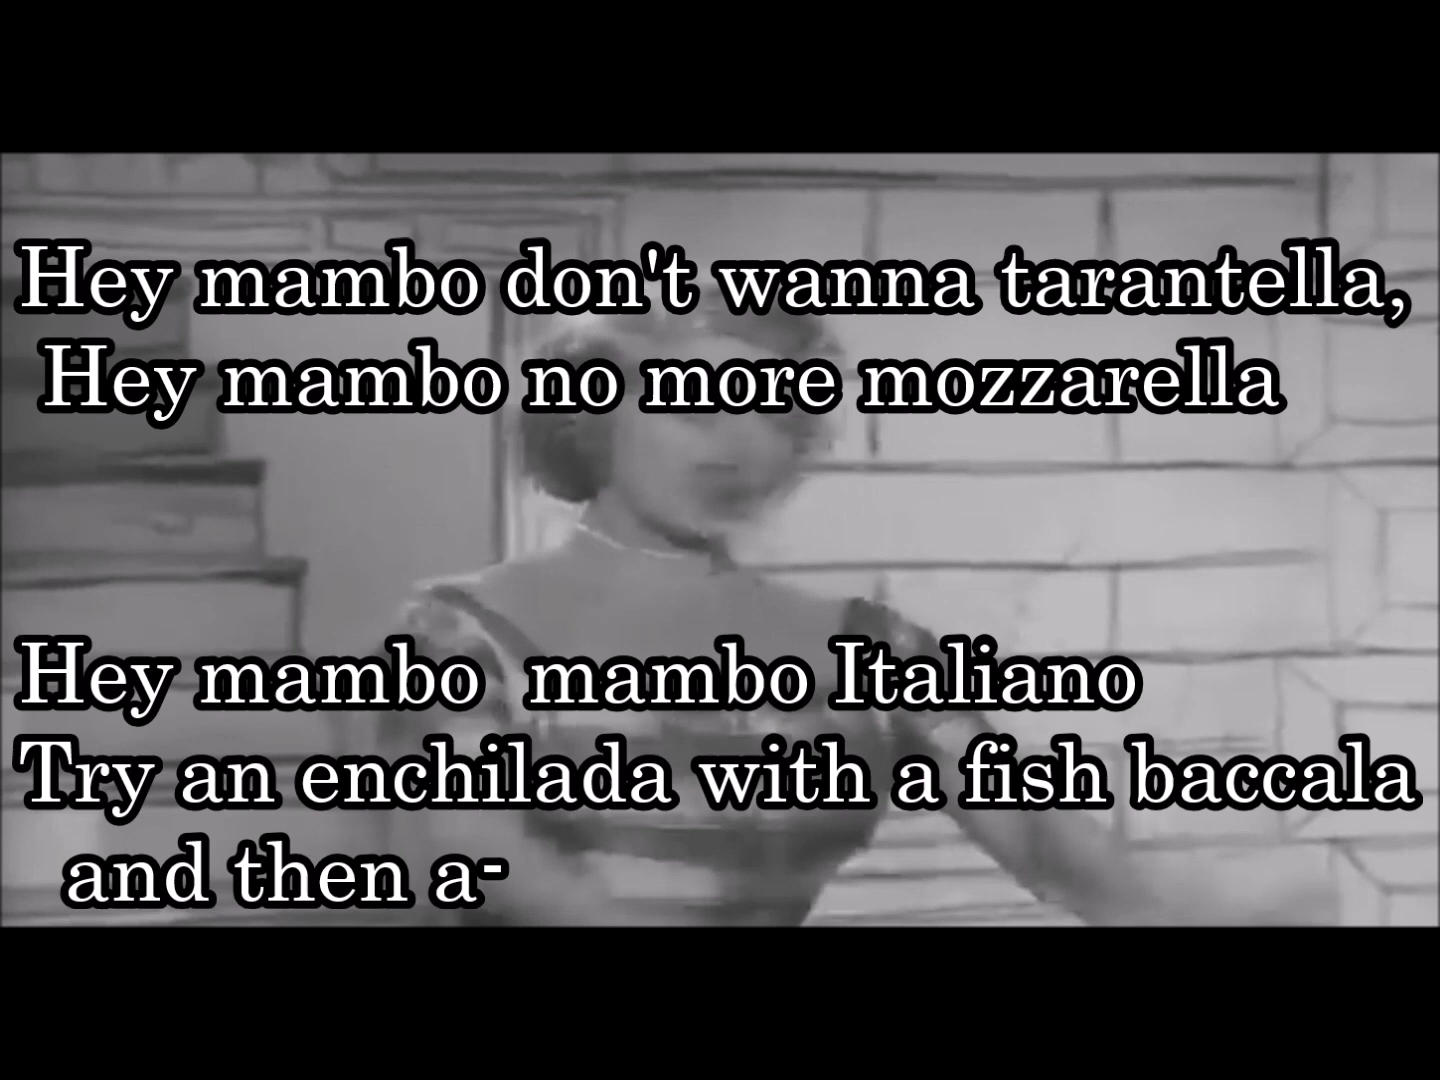 Hey mambo don't wanna tarantella,
Hey mambo no more mozzarella
Hey mambo  mambo Italiano
Try an enchilada with a fish baccala
and then a-